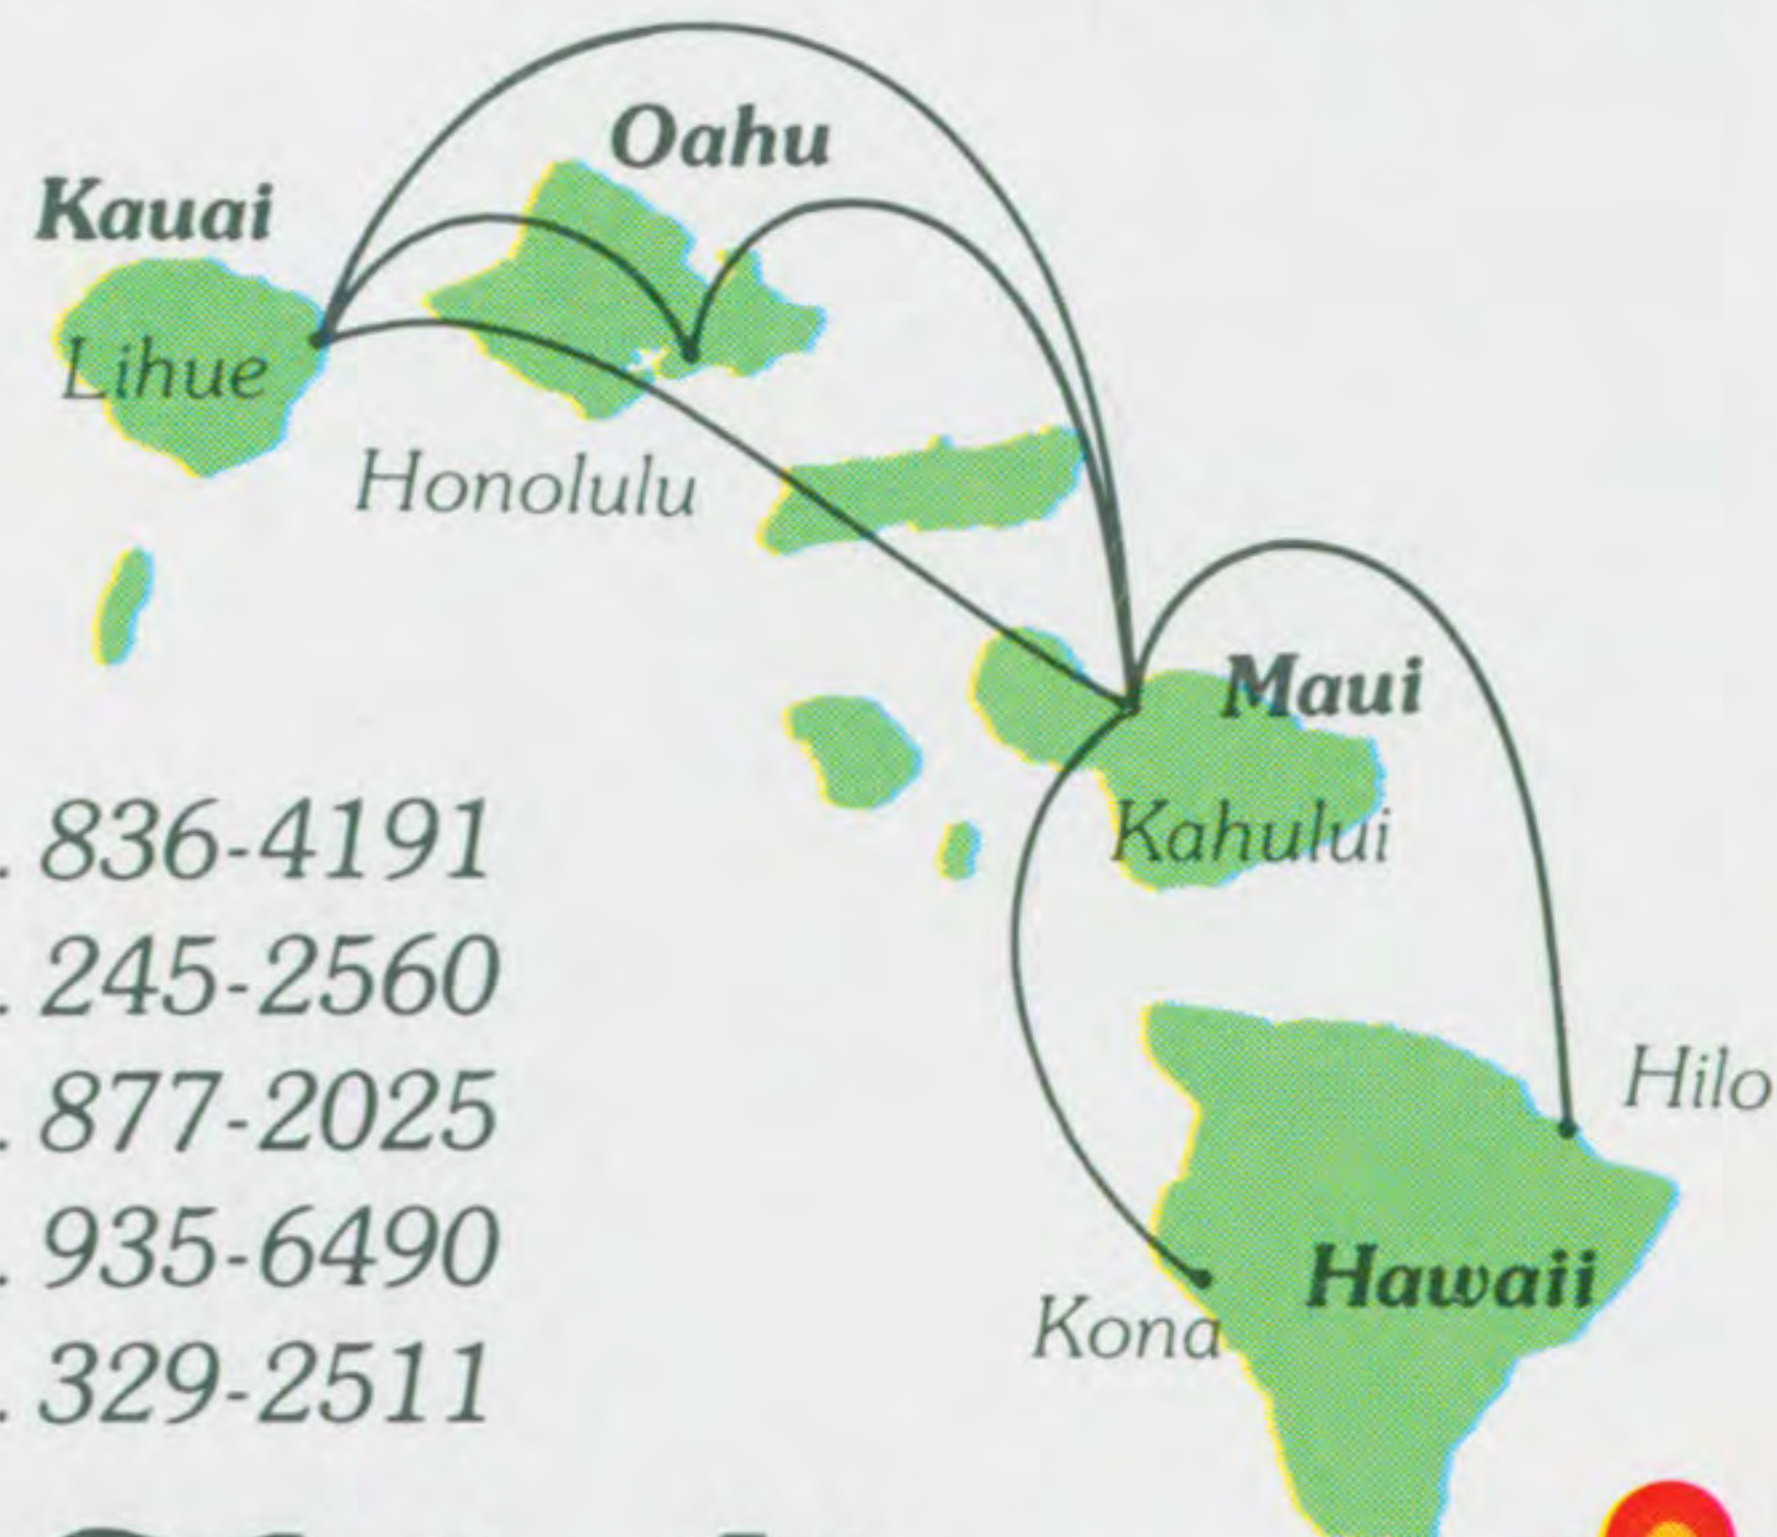 Oahu
Kauai
Lihue
Honolulu
Maui
Kahului
. 836-4191
. 245-2560
. 877-2025
. 935-6490
. 329-2511
Hilo
Hawaii
Kona